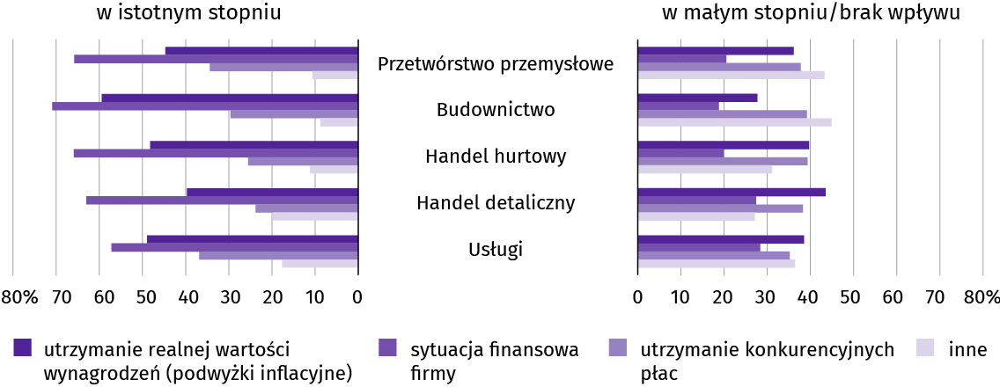 w istotnym stopniu
w małym stopniu/brak wpływu
Przetwórstwo przemysłowe
Budownictwo
Handel hurtowy
Handel detaliczny
Usługi
80% 70 60 50 40 30 20 10 0
0 10 20 30 40 50 60 70 80%
utrzymanie realnej wartości
wynagrodzeń (podwyżki inflacyjne)
sytuacja finansowa
firmy
utrzymanie konkurencyjnych
płac
inne